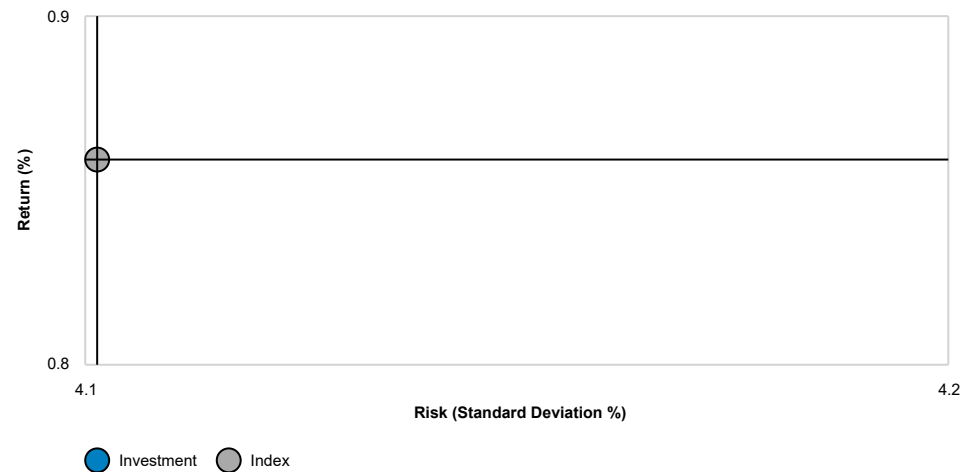 0.9
Return (%)
0.8
4.1
4.2
Risk (Standard Deviation %)
Investment
Index